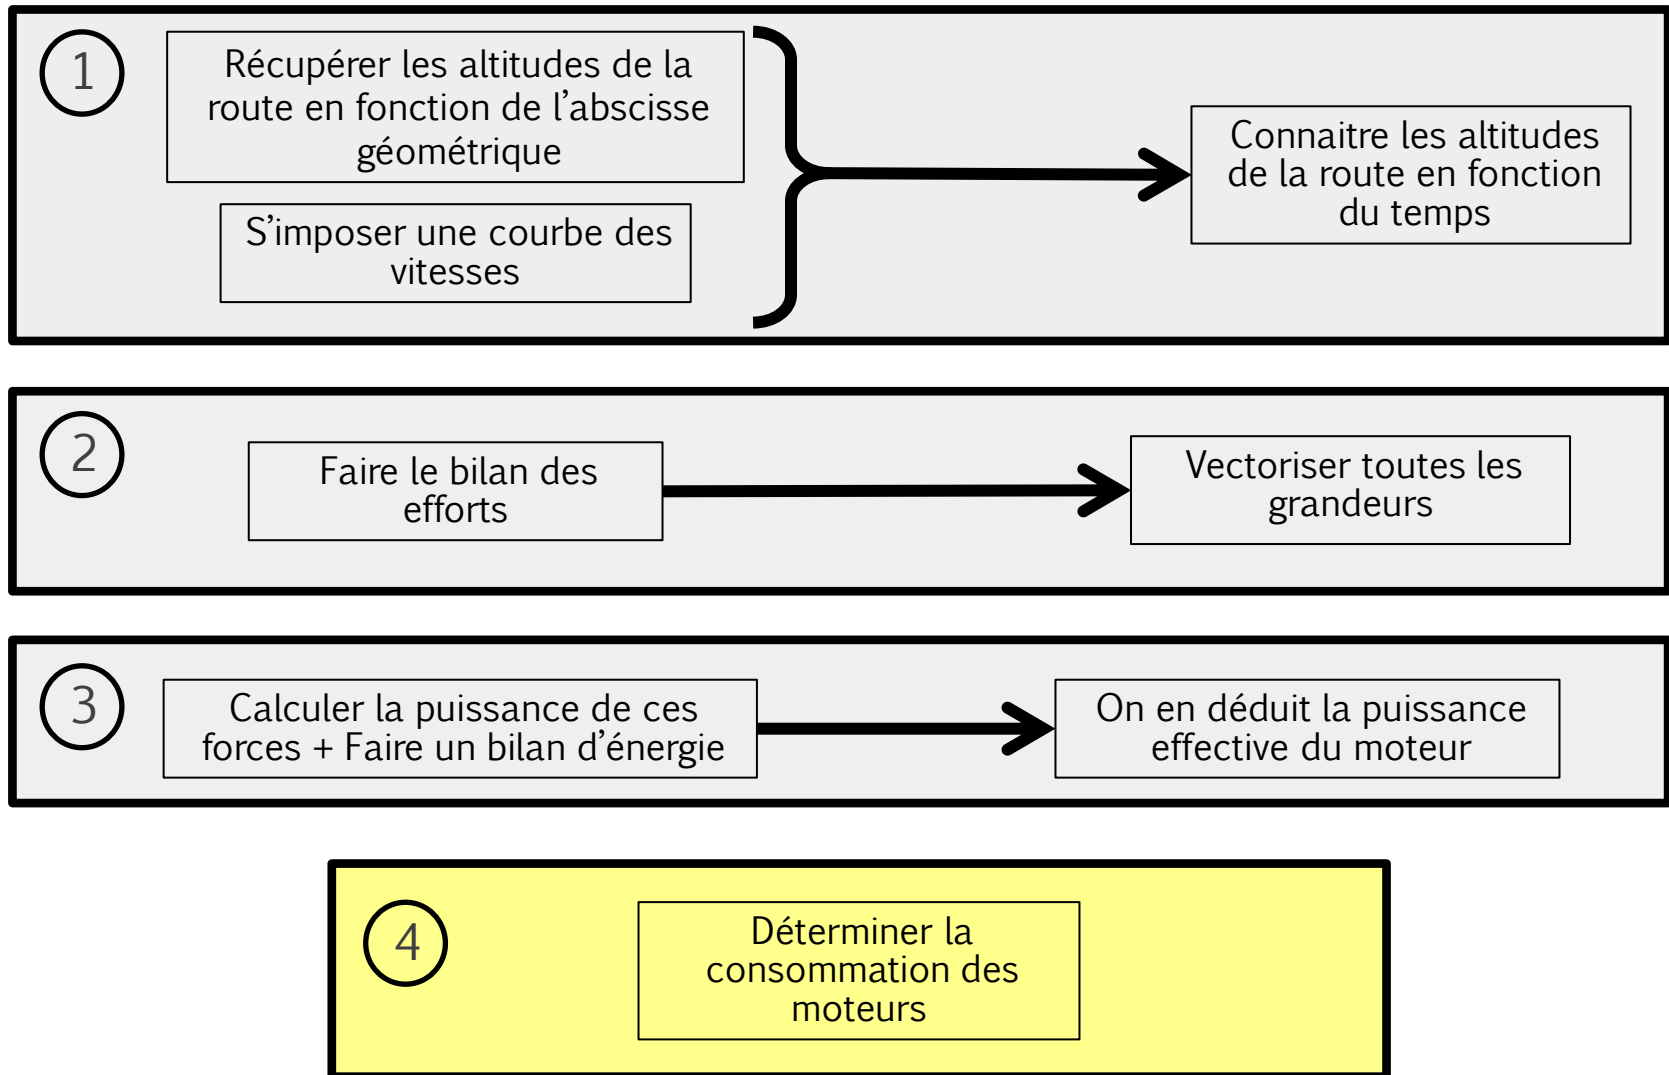 1
Récupérer les altitudes de la
route en fonction de l’abscisse
géométrique
S’imposer une courbe des
vitesses
Connaitre les altitudes
de la route en fonction
du temps
2
Faire le bilan des
efforts
Vectoriser toutes les
grandeurs
3
Calculer la puissance de ces
forces + Faire un bilan d’énergie
On en déduit la puissance
effective du moteur
4
Déterminer la
consommation des
moteurs